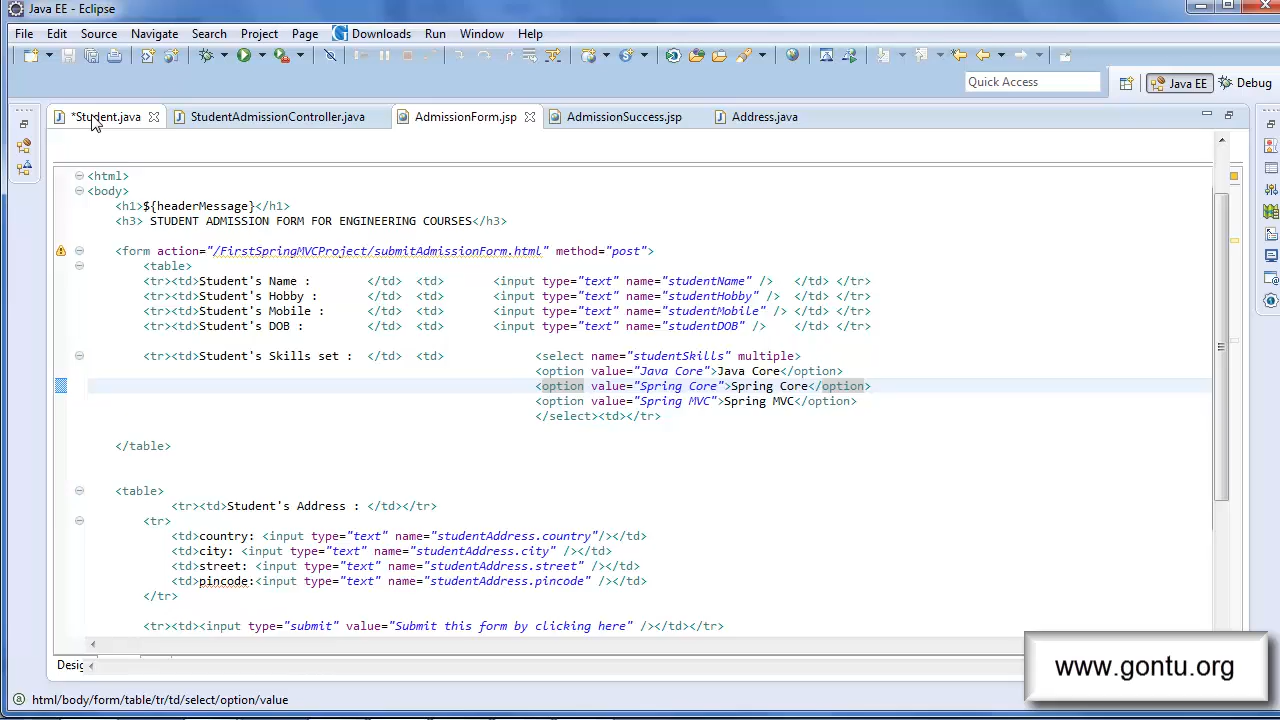 Java EE - Eclipse
File Edit Source Navigate Search Project Page Downloads Run Window Help
Quick Access
Java EE
Debug
*Student.java
StudentAdmissionController.java
AdmissionForm.jsp
AdmissionSuccess.jsp
Address.java
<html>
<body>
<h1>${headerMessage}</h1>
<h3> STUDENT ADMISSION FORM FOR ENGINEERING COURSES</h3>
<form action="/FirstSpringMVCProject/submitAdmissionForm.html" method="post">
<table>
<tr><td>Student's Name : </td> <td> <input type="text" name="studentName" /> </td> </tr>
<tr><td>Student's Hobby : </td> <td> <input type="text" name="studentHobby" /> </td> </tr>
<tr><td>Student's Mobile : </td> <td> <input type="text" name="studentMobile" /> </td> </tr>
<tr><td>Student's DOB : </td> <td> <input type="text" name="studentDOB" /> </td> </tr>
<tr><td>Student's Skills set : </td> <td> <select name="studentSkills" multiple>
<option value="Java Core">Java Core</option>
<option value="Spring Core">Spring Core</option>
<option value="Spring MVC">Spring MVC</option>
</select><td></tr>
</table>
<table>
<tr><td>Student's Address : </td></tr>
<tr>
<td>country: <input type="text" name="studentAddress.country"/></td>
<td>city: <input type="text" name="studentAddress.city" /></td>
<td>street: <input type="text" name="studentAddress.street" /></td>
<td>pincode:<input type="text" name="studentAddress.pincode" /></td>
</tr>
<tr><td><input type="submit" value="Submit this form by clicking here" /></td></tr>
Desig
www.gontu.org
html/body/form/table/tr/td/select/option/value